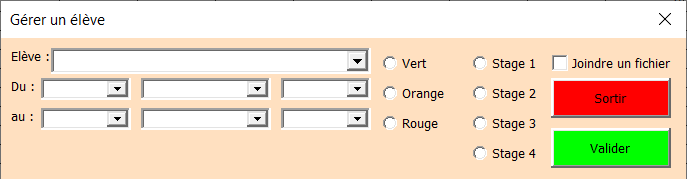 Gérer un élève
Elève :
Vert
Stage 1
Joindre un fichier
Du :
Orange
Stage 2
Sortir
au :
Rouge
Stage 3
Valider
Stage 4